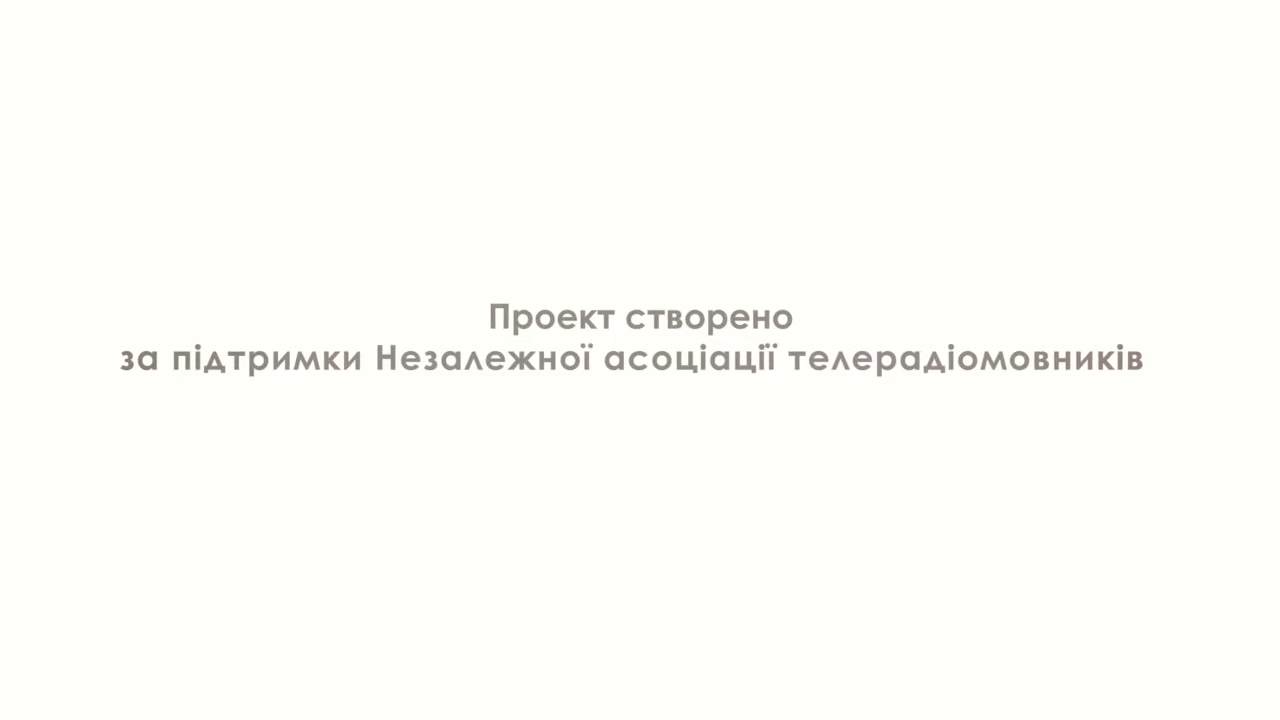 Проект створено
за підтримки Незалежної асоціації телерадіомовників